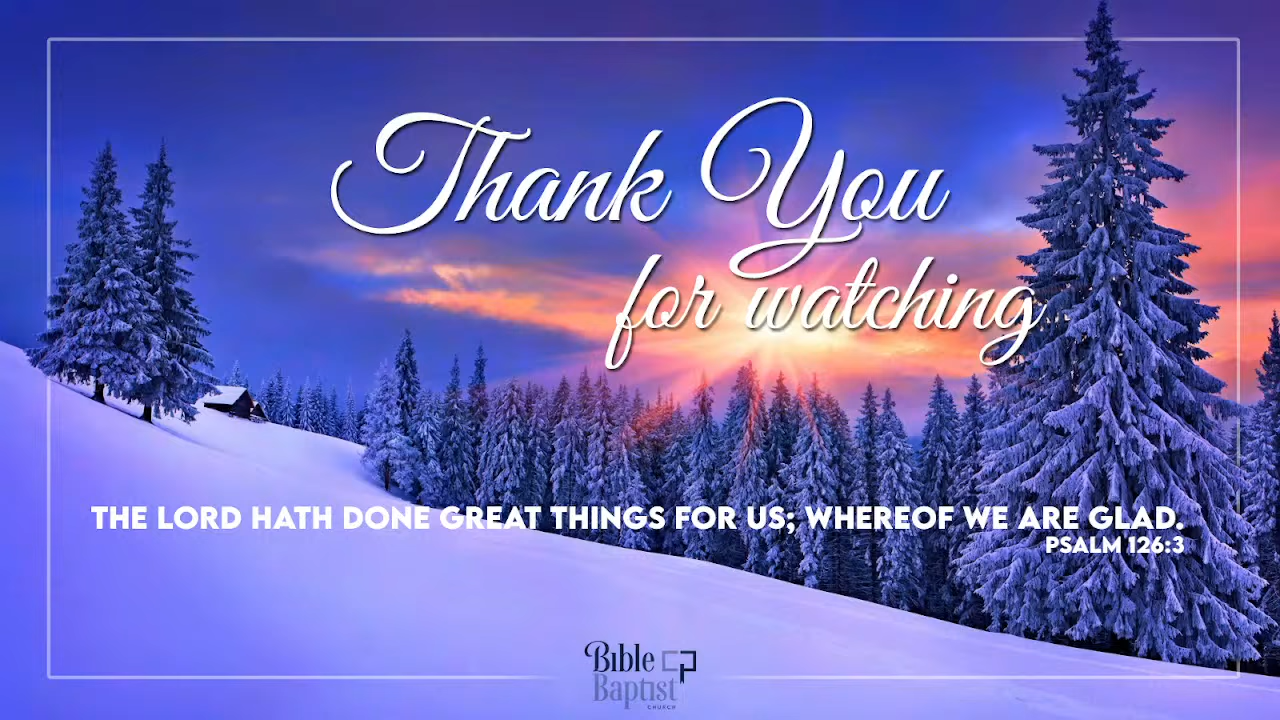 Thank You
for watching
THE LORD HATH DONE GREAT THINGS FOR US; WHEREOF WE ARE GLAD.
PSALM 126:3
Bible
Baptist
CHURCH